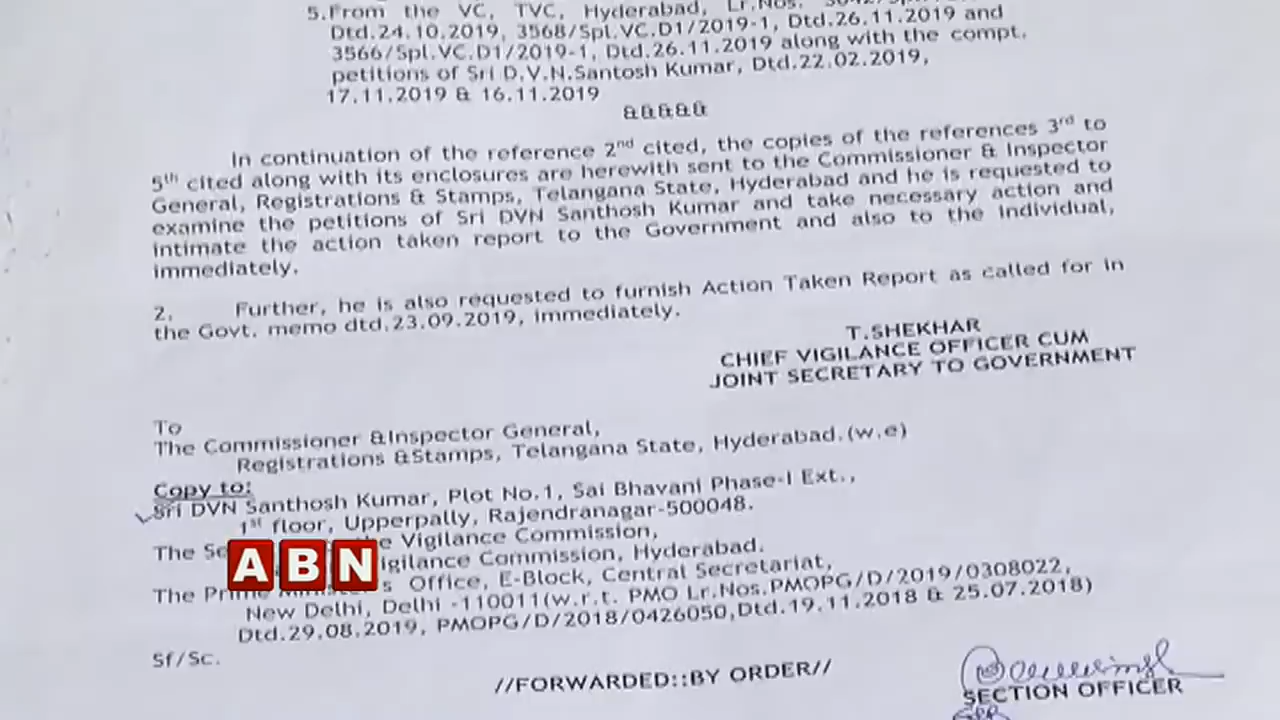 5.From the VC, TVC, Hyderabad, Lr.Nos.
Dtd.24.10.2019, 3568/Spl.VC.D1/2019-1, Dtd.26.11.2019 and
3566/Spl.VC.D1/2019-1, Dtd.26.11.2019 along with the compt.
petitions of Sri D.V.N.Santosh Kumar, Dtd.22.02.2019,
17.11.2019 & 16.11.2019
&&&&&
In continuation of the reference 2nd cited, the copies of the references 3rd to
5th cited along with its enclosures are herewith sent to the Commissioner & Inspector
General, Registrations & Stamps, Telangana State, Hyderabad and he is requested to
examine the petitions of Sri DVN Santhosh Kumar and take necessary action and
intimate the action taken report to the Government and also to the Individual,
immediately.
2. Further, he is also requested to furnish Action Taken Report as called for in
the Govt. memo dtd.23.09.2019, immediately.
T.SHEKHAR
CHIEF VIGILANCE OFFICER CUM
JOINT SECRETARY TO GOVERNMENT
To
The Commissioner &Inspector General,
Registrations &Stamps, Telangana State, Hyderabad.(w.e)
Copy to:
Sri DVN Santhosh Kumar, Plot No.1, Sai Bhavani Phase-I Ext.,
1st floor, Upperpally, Rajendranagar-500048.
The Vigilance Commission,
Commission, Hyderabad.
The Office, E-Block, Central Secretariat,
New Delhi, Delhi -110011(w.r.t. PMO Lr.Nos.PMOPG/D/2019/0308022,
Dtd.29.08.2019, PMOPG/D/2018/0426050,Dtd.19.11.2018 & 25.07.2018)
Sf/Sc.
//FORWARDED::BY ORDER//
SECTION OFFICER
ABN